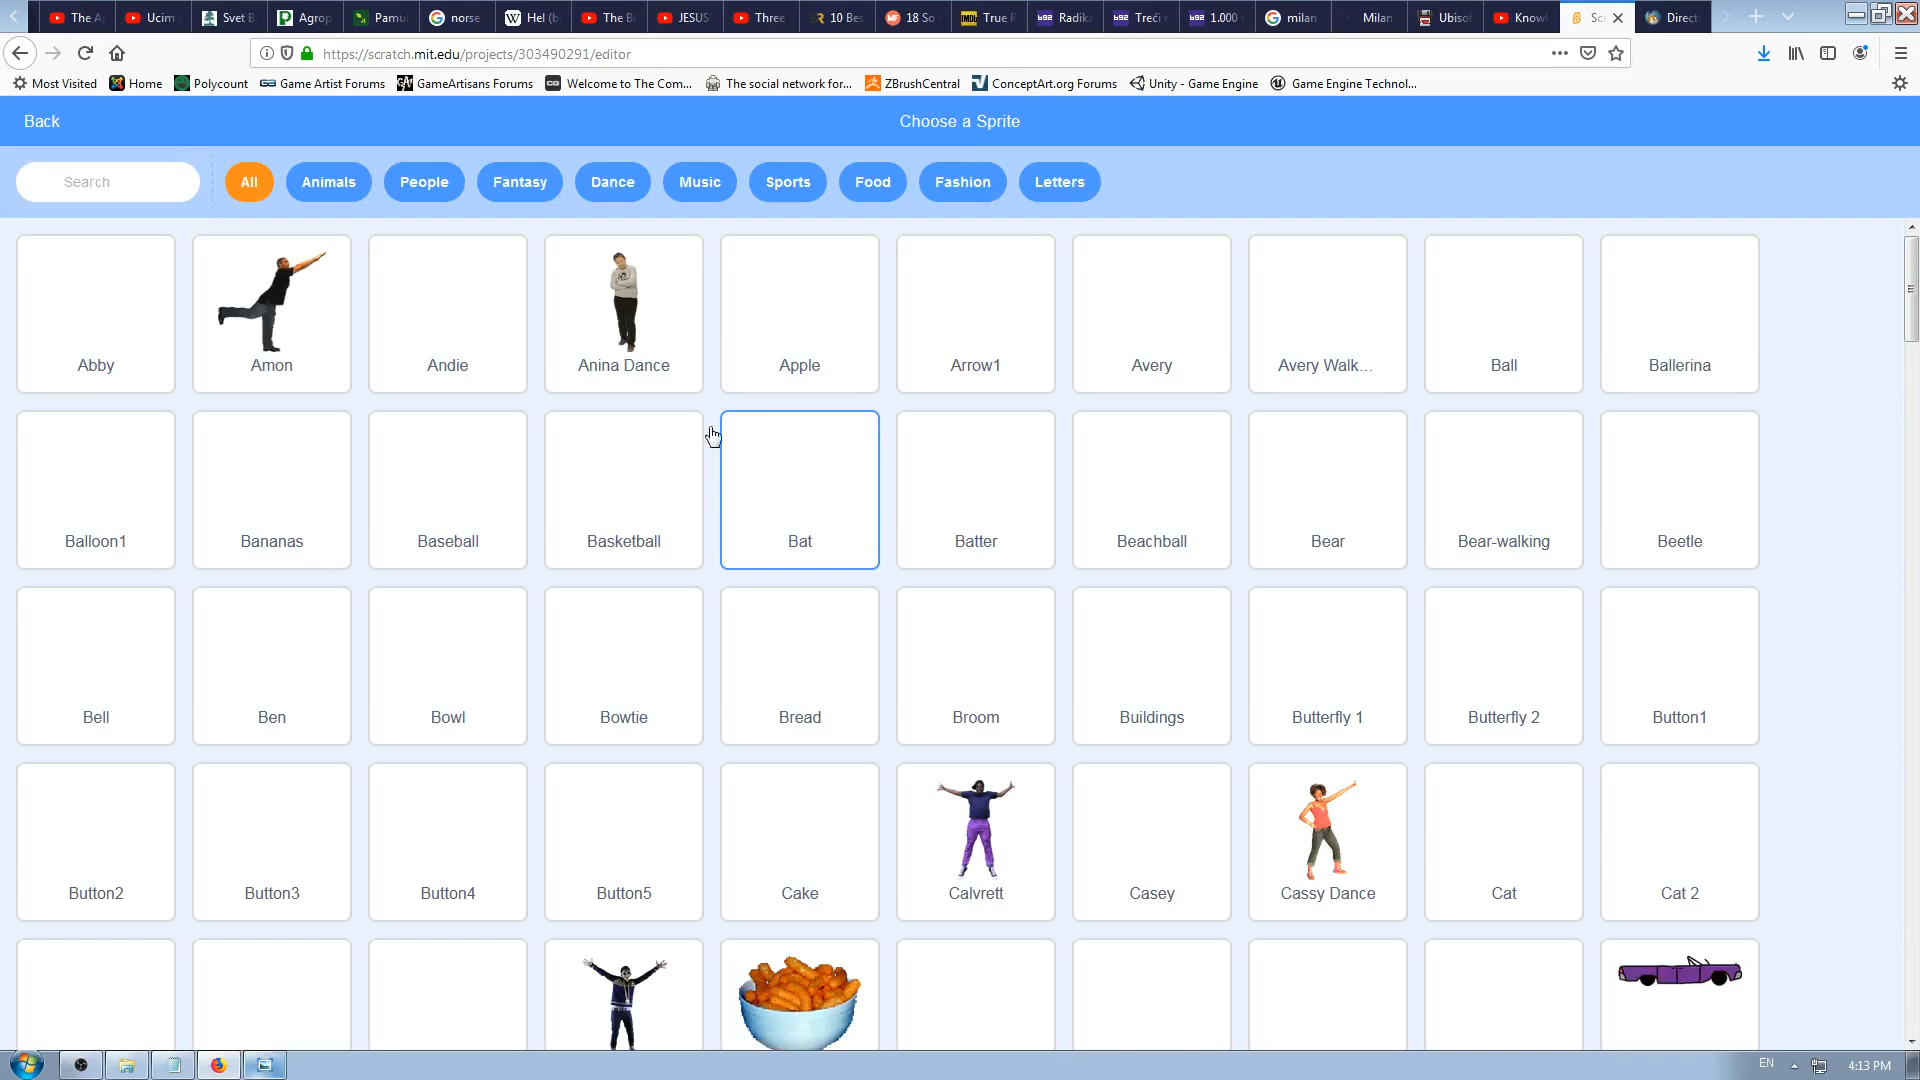 The A
Ucim
Svet B
Agrop
Pamu
norse
Hel (b
The Bi
JESUS
Three
10 Bes
18 So
True R
Radika
Treći r
1.000
milan
Milan
Ubisof
Know
Scr
Directi
https://scratch.mit.edu/projects/303490291/editor
Most Visited
Home
Polycount
Game Artist Forums
GameArtisans Forums
Welcome to The Com...
The social network for...
ZBrushCentral
ConceptArt.org Forums
Unity - Game Engine
Game Engine Technol...
Back
Choose a Sprite
Search
All
Animals
People
Fantasy
Dance
Music
Sports
Food
Fashion
Letters
Abby
Amon
Andie
Anina Dance
Apple
Arrow1
Avery
Avery Walk...
Ball
Ballerina
Balloon1
Bananas
Baseball
Basketball
Bat
Batter
Beachball
Bear
Bear-walking
Beetle
Bell
Ben
Bowl
Bowtie
Bread
Broom
Buildings
Butterfly 1
Butterfly 2
Button1
Button2
Button3
Button4
Button5
Cake
Calvrett
Casey
Cassy Dance
Cat
Cat 2
EN
4:13 PM